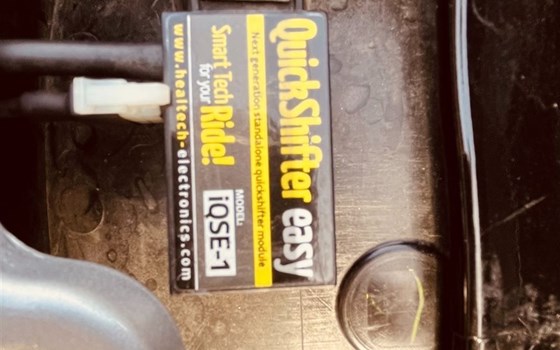 QuickShifter easy
Next generation standalone quickshifter module
Smart Tech
for your
Ride!
MODEL:
iQSE-1
www.healtech-electronics.com